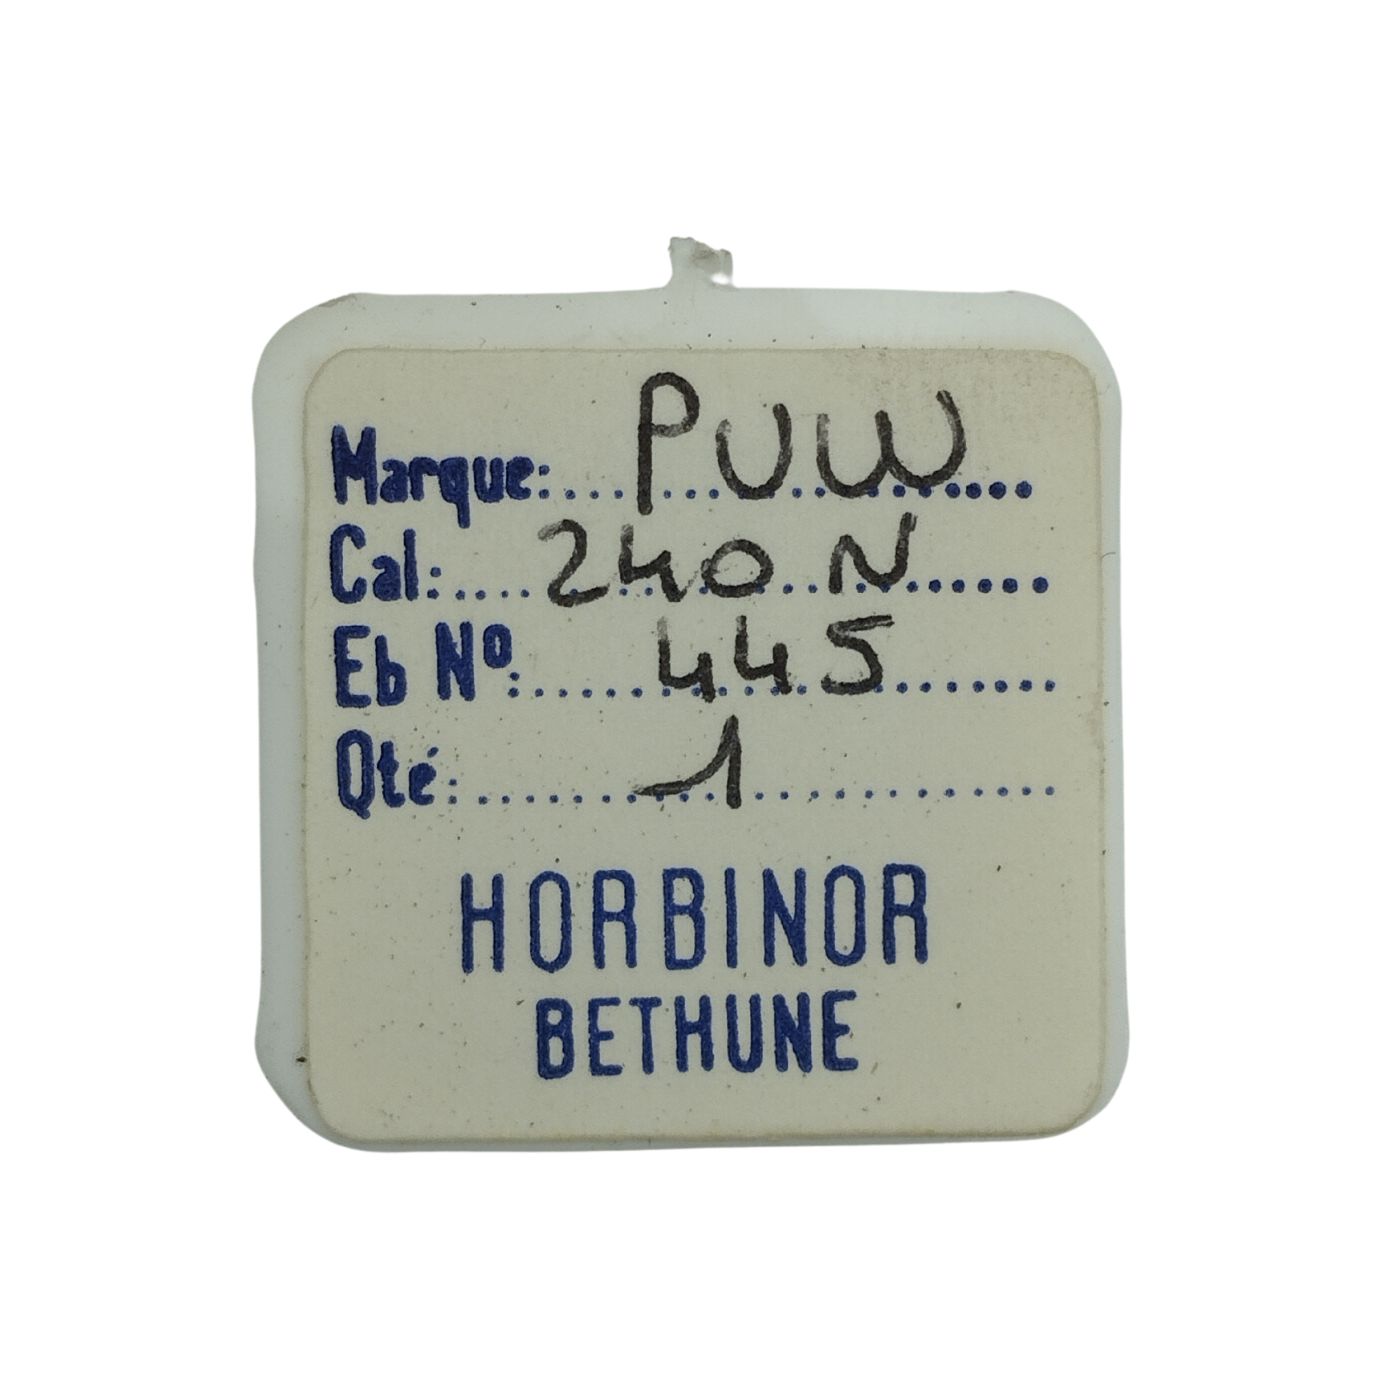 Marque: PUW
Cal: 240 N
Eb Nº: 445
Qté: 1
HORBINOR
BETHUNE